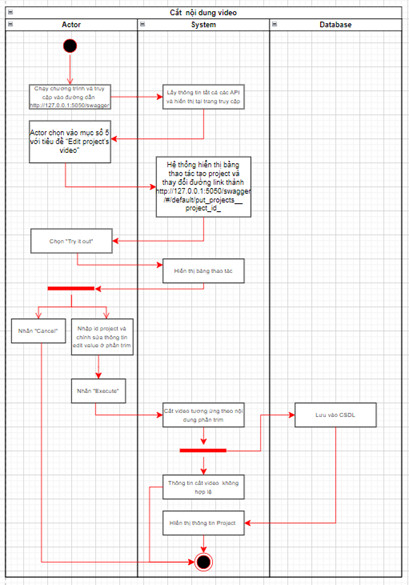 Cắt nội dung video
Actor
System
Database
Chạy chương trình và truy
cập vào đường dẫn
http://127.0.0.1:5050/swagger/
Lấy thông tin tất cả các API
và hiển thị tại trang truy cập
Actor chọn vào mục số 5
với tiêu đề "Edit project's
video"
Hệ thống hiển thị bảng
thao tác tạo project và
thay đổi đường link thành
http://127.0.0.1:5050/swagger
/#/default/put_projects__
project_id_
Chọn "Try it out"
Hiển thị bảng thao tác
Nhấn "Cancel"
Nhập id project và
chỉnh sửa thông tin
edit value ở phần trim
Nhấn "Execute"
Cắt video tương ứng theo nội
dung phần trim
Lưu vào CSDL
Thông tin cắt video không
hợp lệ
Hiển thị thông tin Project